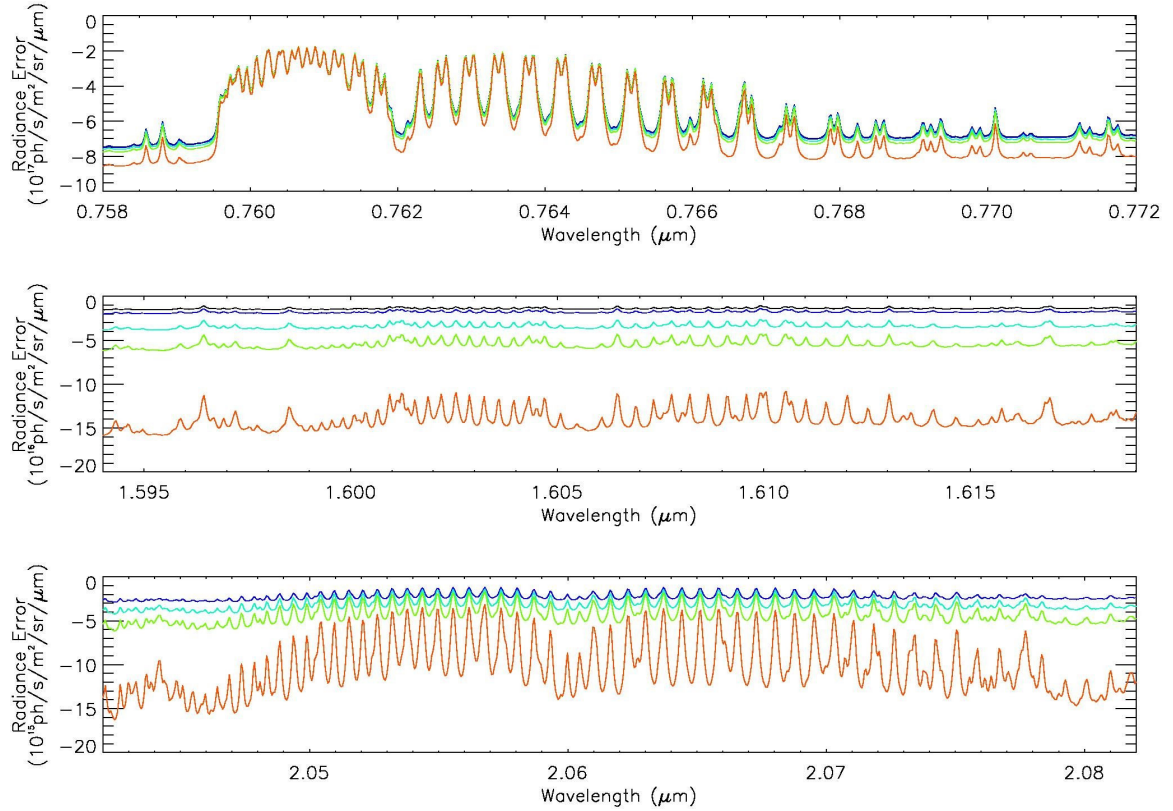 0
−2
−4
−6
−8
−10
Radiance Error
(10¹⁷ph/s/m²/sr/μm)
0.758 0.760 0.762 0.764 0.766 0.768 0.770 0.772
Wavelength (μm)
0
−5
−10
−15
−20
Radiance Error
(10¹⁶ph/s/m²/sr/μm)
1.595 1.600 1.605 1.610 1.615
Wavelength (μm)
0
−5
−10
−15
−20
Radiance Error
(10¹⁵ph/s/m²/sr/μm)
2.05 2.06 2.07 2.08
Wavelength (μm)